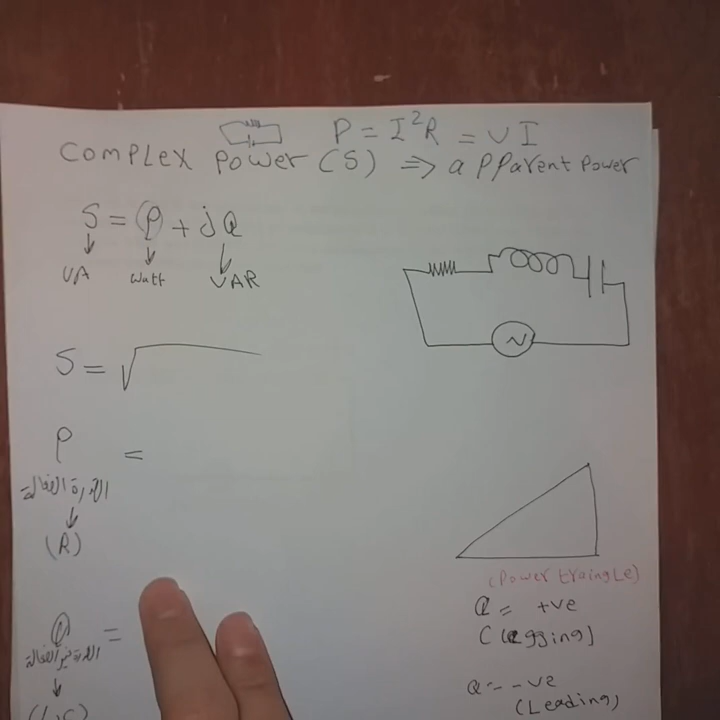 P = I²R = VI
Complex power (S) ⇒ apparent power
S = P + jQ
VA Watt VAR
S = √
P =
القدرة الفعالة
(R)
Q =
القدرة غير الفعالة
(L,C)
(Power traingle)
Q = +ve
(Lagging)
Q = -ve
(Leading)